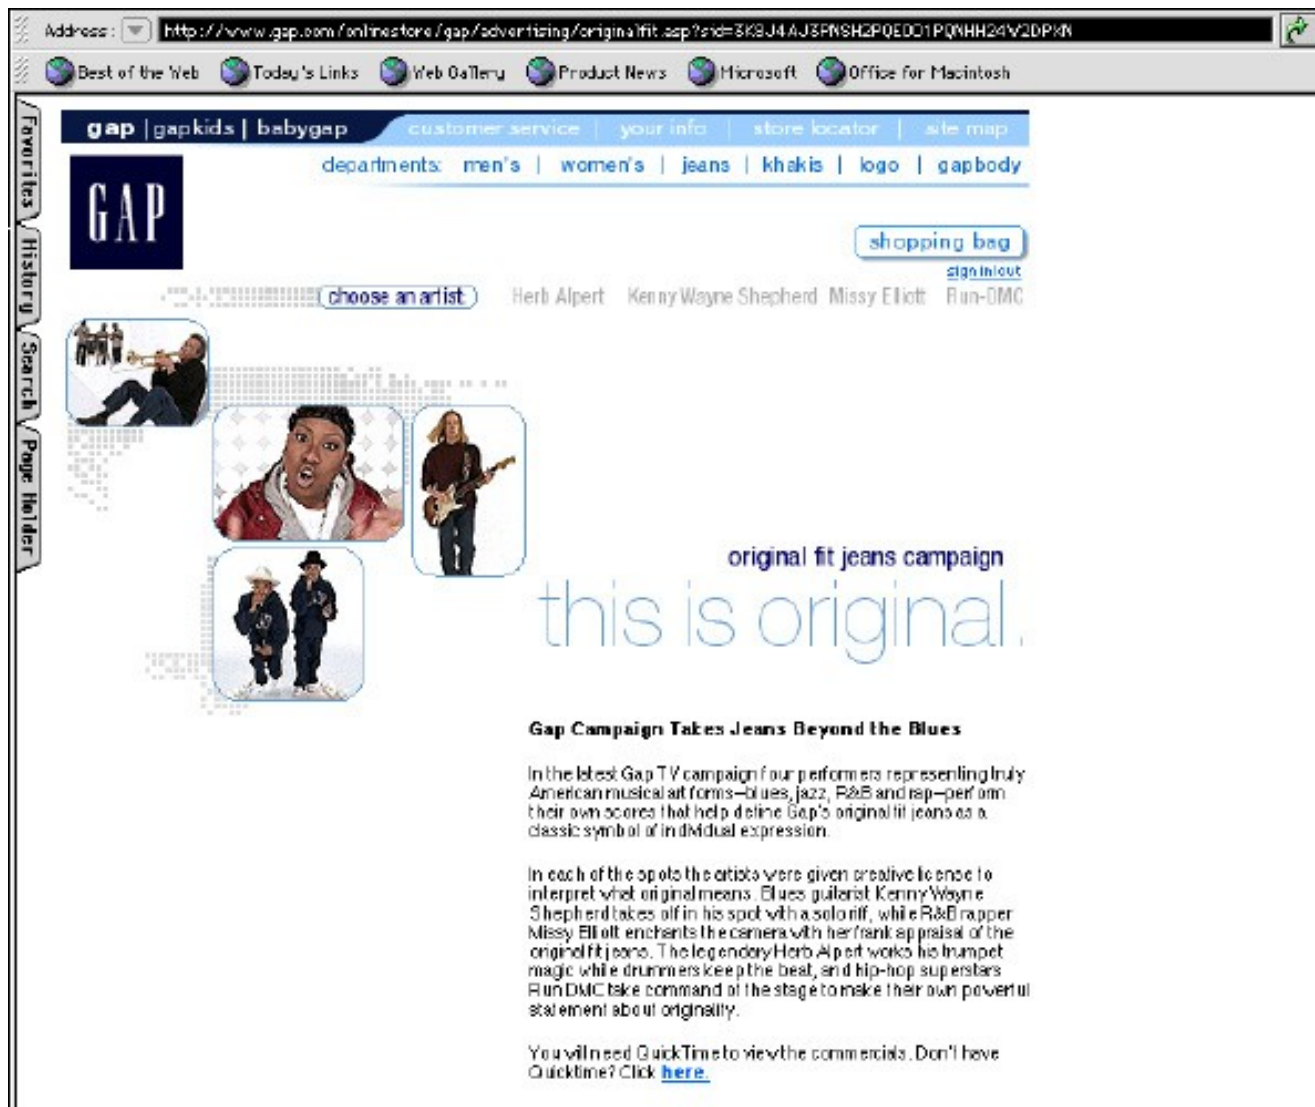 Address: http://www.gap.com/onlinestore/gap/advertising/originalfit.asp?
Best of the Web Today's Links Web Gallery Product News Microsoft Office for Macintosh
Favorites
History
Search
Page Holder
gap | gapkids | babygap customer service | your info | store locator | site map
departments: men's | women's | jeans | khakis | logo | gapbody
GAP
shopping bag
sign in/out
choose an artist Herb Alpert Kenny Wayne Shepherd Missy Elliott Run-DMC
original fit jeans campaign
this is original.
Gap Campaign Takes Jeans Beyond the Blues
In the latest Gap TV campaign four performers representing truly
American musical art forms—blues, jazz, R&B and rap—perform
their own scores that help define Gap's original fit jeans as a
classic symbol of individual expression.
In each of the spots the artists were given creative license to
interpret what original means. Blues guitarist Kenny Wayne
Shepherd takes off in his spot with a solo riff, while R&B rapper
Missy Elliott enchants the camera with her frank appraisal of the
original fit jeans. The legendary Herb Alpert works his trumpet
magic while drummers keep the beat, and hip-hop superstars
Run DMC take command of the stage to make their own powerful
statement about originality.
You will need QuickTime to view the commercials. Don't have
Quicktime? Click here.